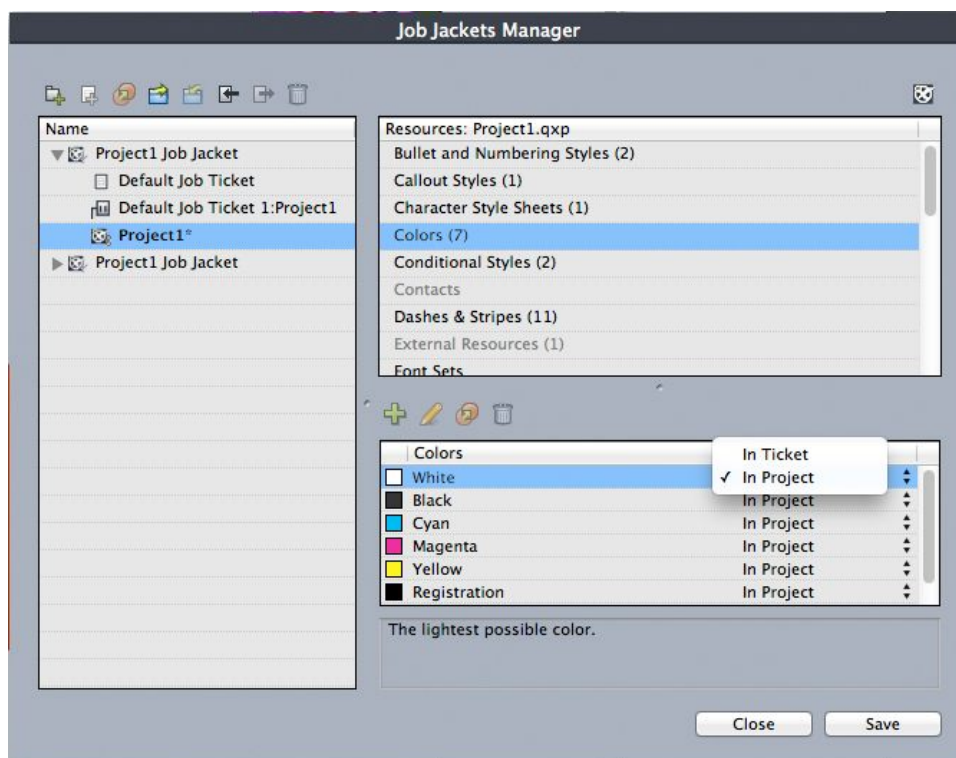 Job Jackets Manager
Name
Project1 Job Jacket
Default Job Ticket
Default Job Ticket 1:Project1
Project1*
Project1 Job Jacket
Resources: Project1.qxp
Bullet and Numbering Styles (2)
Callout Styles (1)
Character Style Sheets (1)
Colors (7)
Conditional Styles (2)
Contacts
Dashes & Stripes (11)
External Resources (1)
Font Sets
Colors
In Ticket
White ✓ In Project
Black In Project
Cyan In Project
Magenta In Project
Yellow In Project
Registration In Project
The lightest possible color.
Close Save